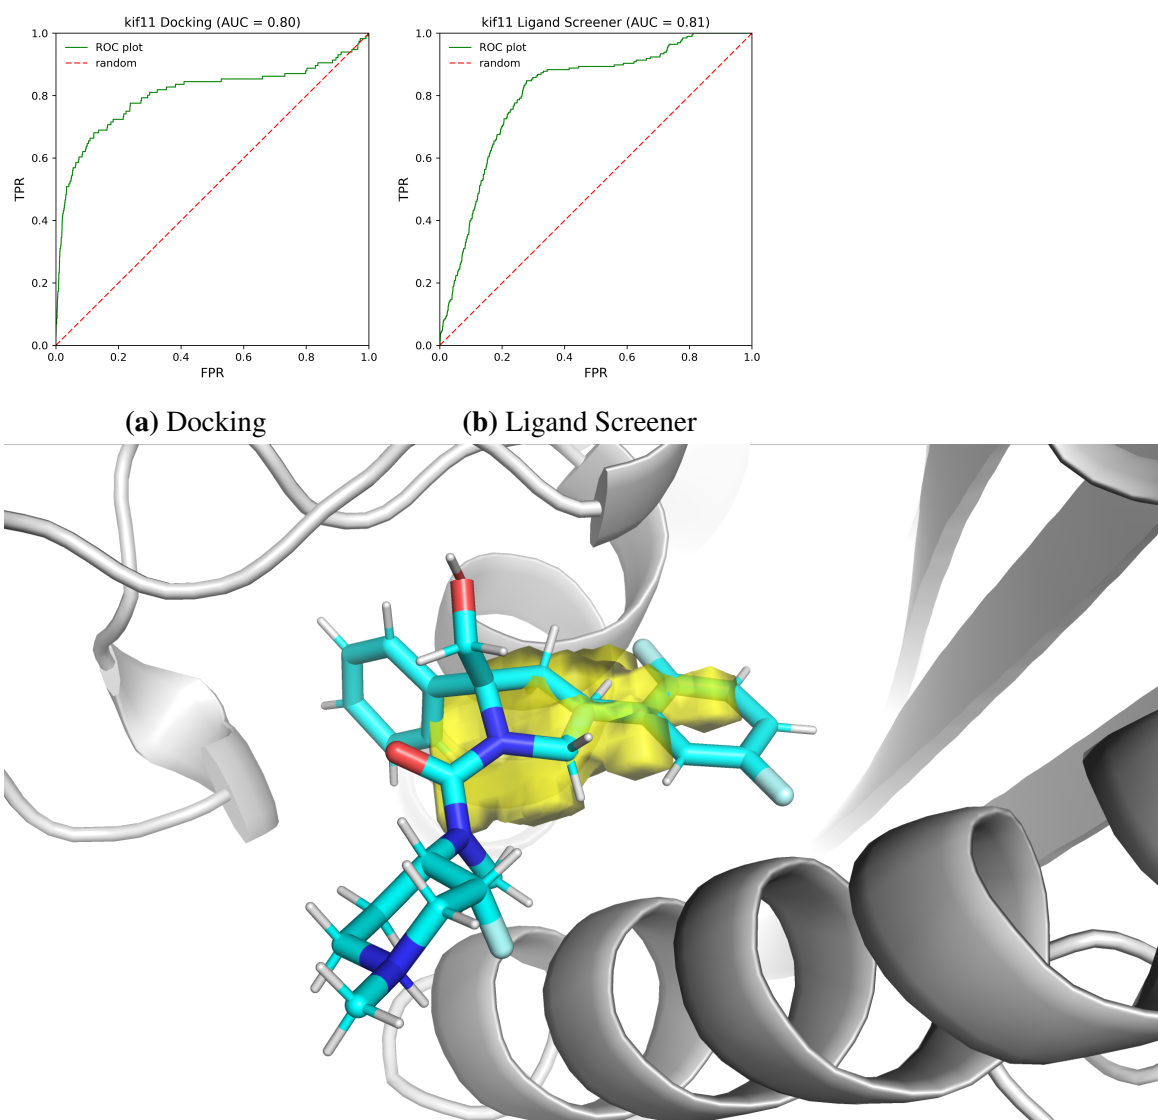 kif11 Docking (AUC = 0.80)
ROC plot
random
TPR
1.0
0.8
0.6
0.4
0.2
0.0
0.0 0.2 0.4 0.6 0.8 1.0
FPR
(a) Docking
kif11 Ligand Screener (AUC = 0.81)
ROC plot
random
TPR
1.0
0.8
0.6
0.4
0.2
0.0
0.0 0.2 0.4 0.6 0.8 1.0
FPR
(b) Ligand Screener